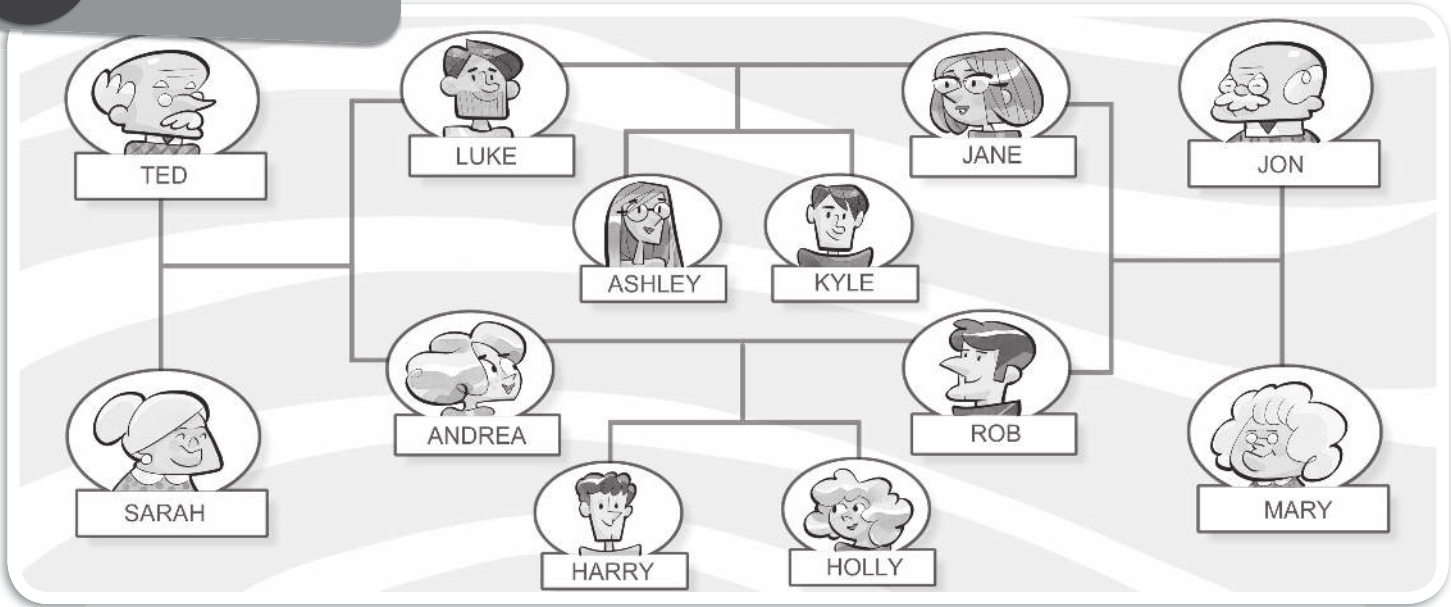 TED
LUKE
JANE
JON
ASHLEY
KYLE
ANDREA
ROB
SARAH
MARY
HARRY
HOLLY